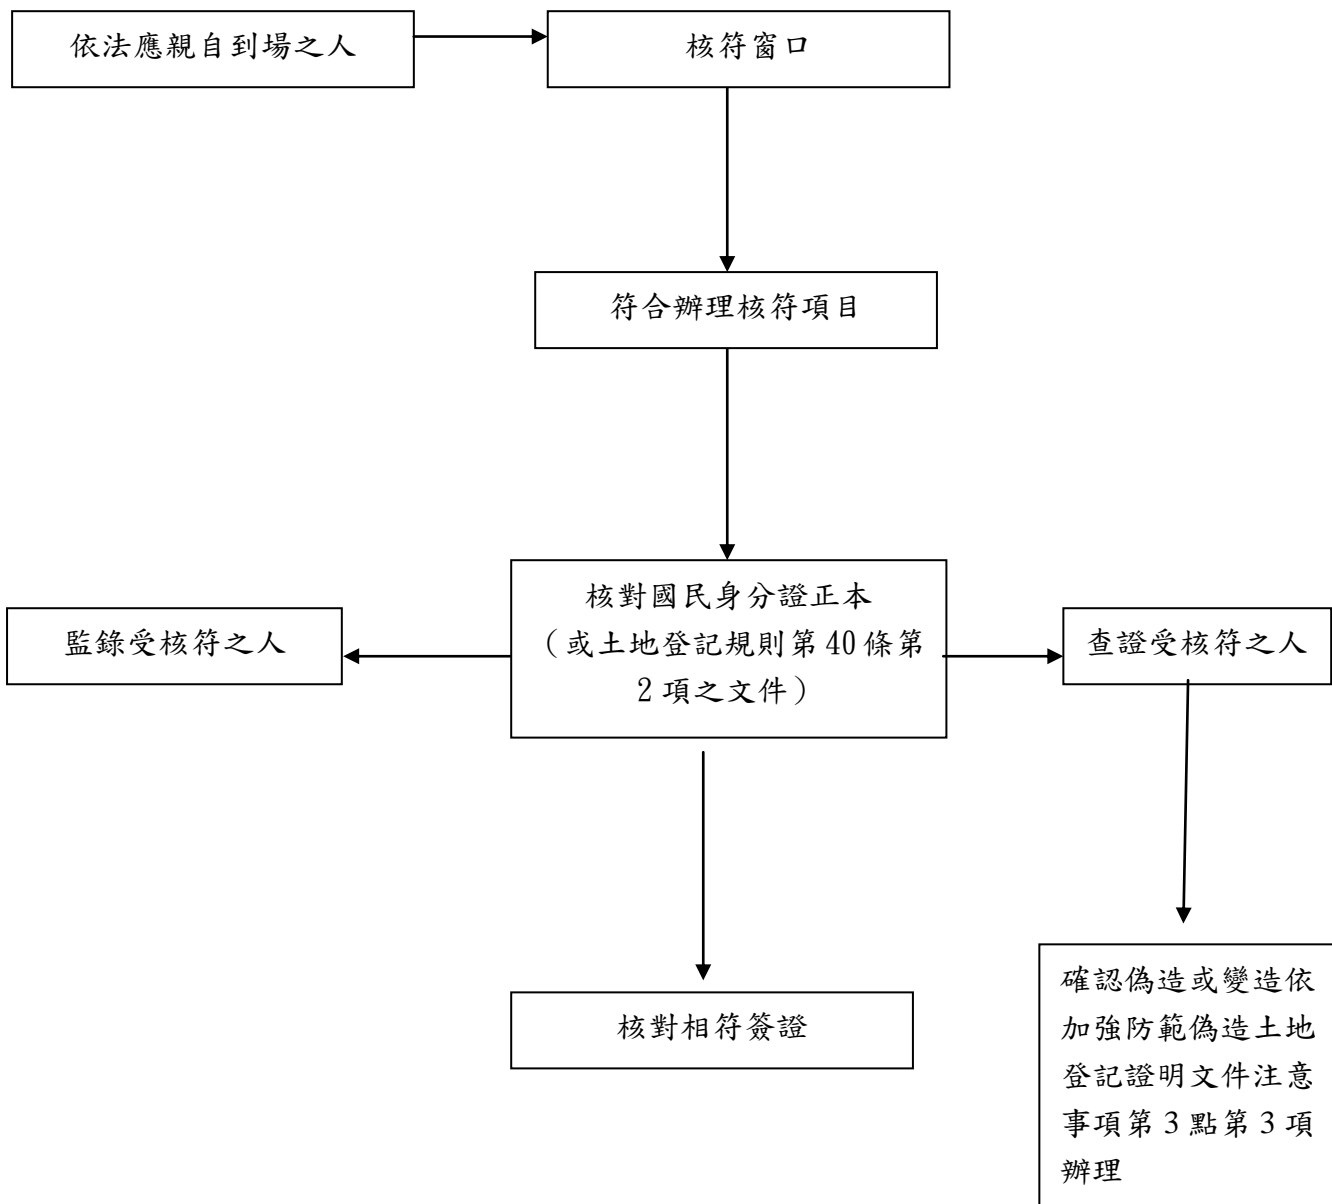 依法應親自到場之人
核符窗口
符合辦理核符項目
核對國民身分證正本
（或土地登記規則第40條第
2項之文件）
監錄受核符之人
查證受核符之人
核對相符簽證
確認偽造或變造依
加強防範偽造土地
登記證明文件注意
事項第3點第3項
辦理